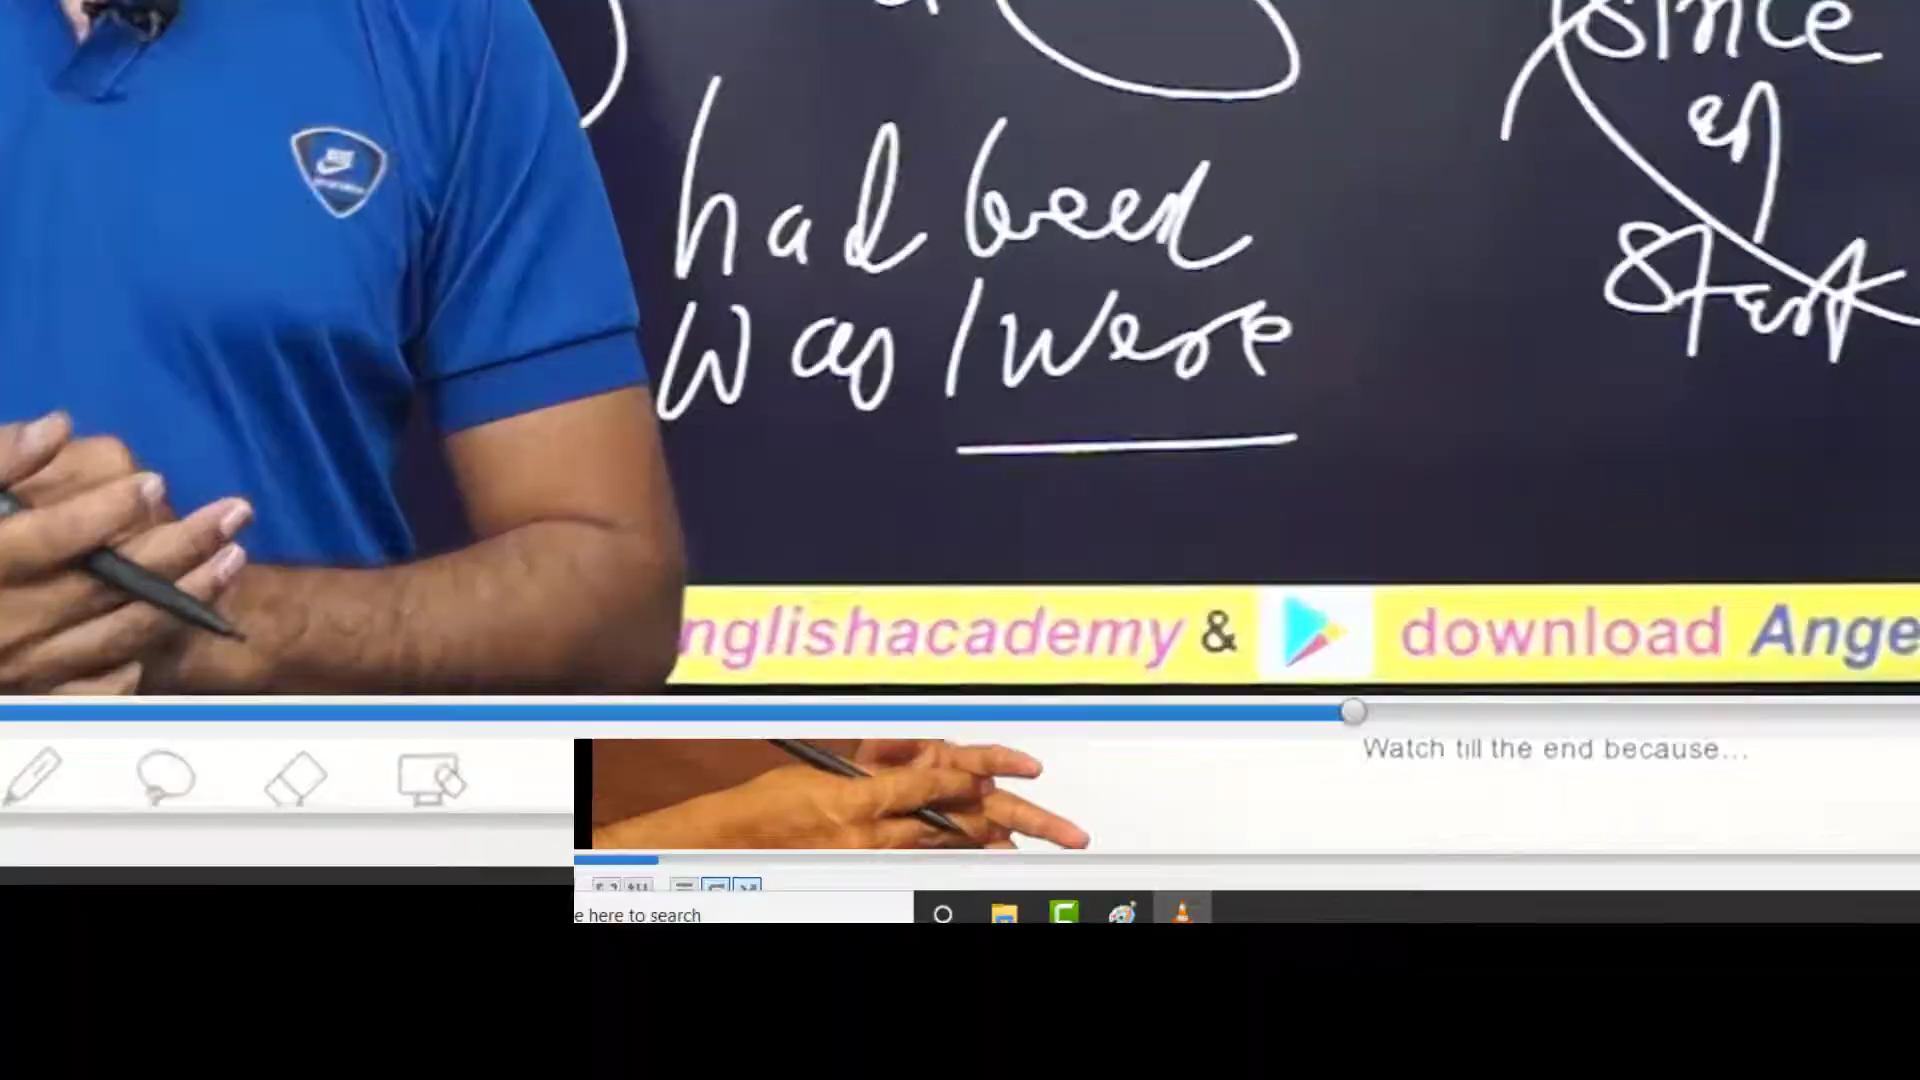 since
से
start
had been
was / were
nglishacademy & download Ange
Watch till the end because...
e here to search